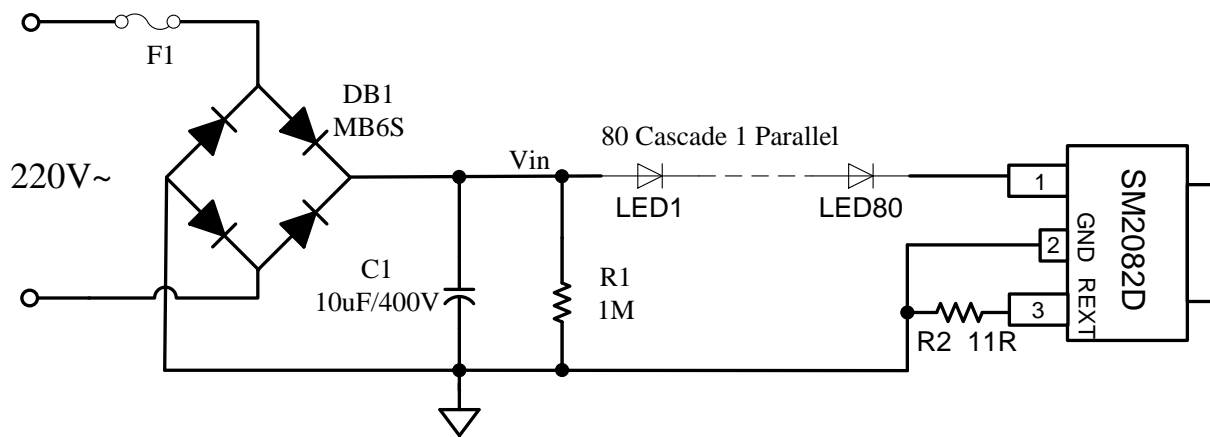 F1
DB1
MB6S
220V~
Vin
80 Cascade 1 Parallel
LED1
LED80
C1
10uF/400V
R1
1M
R2 11R
1
2
3
GND
REXT
SM2082D